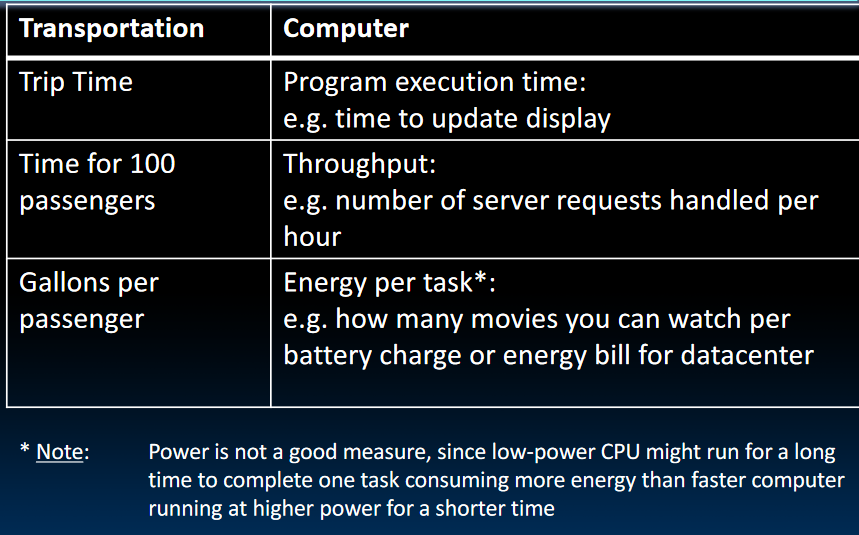 Transportation
Computer
Trip Time
Program execution time:
e.g. time to update display
Time for 100
passengers
Throughput:
e.g. number of server requests handled per
hour
Gallons per
passenger
Energy per task*:
e.g. how many movies you can watch per
battery charge or energy bill for datacenter
* Note: Power is not a good measure, since low-power CPU might run for a long
time to complete one task consuming more energy than faster computer
running at higher power for a shorter time